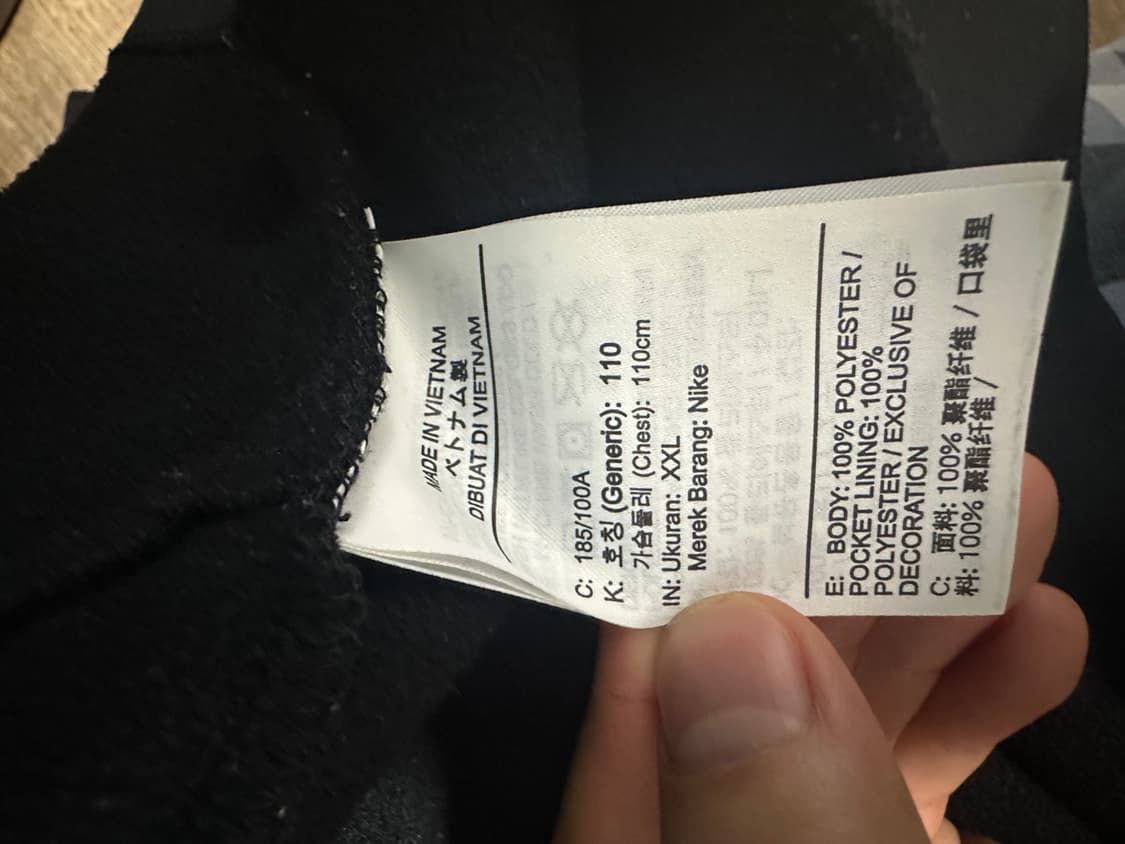 MADE IN VIETNAM
ベトナム製
DIBUAT DI VIETNAM
C: 185/100A
K: 호칭 (Generic): 110
가슴둘레 (Chest): 110cm
IN: Ukuran: XXL
Merek Barang: Nike
E: BODY: 100% POLYESTER /
POCKET LINING: 100%
POLYESTER / EXCLUSIVE OF
DECORATION
C: 面料: 100% 聚酯纤维 / 口袋里
料: 100% 聚酯纤维 /